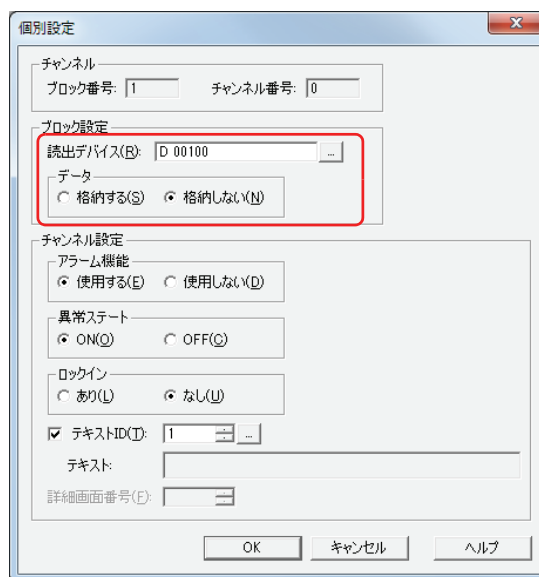 個別設定
チャンネル
ブロック番号: 1 チャンネル番号: 0
ブロック設定
読出デバイス(R): D 00100 ...
データ
格納する(S) 格納しない(N)
チャンネル設定
アラーム機能
使用する(E) 使用しない(D)
異常ステート
ON(O) OFF(C)
ロックイン
あり(L) なし(U)
テキストID(T): 1 ...
テキスト:
詳細画面番号(F):
OK キャンセル ヘルプ